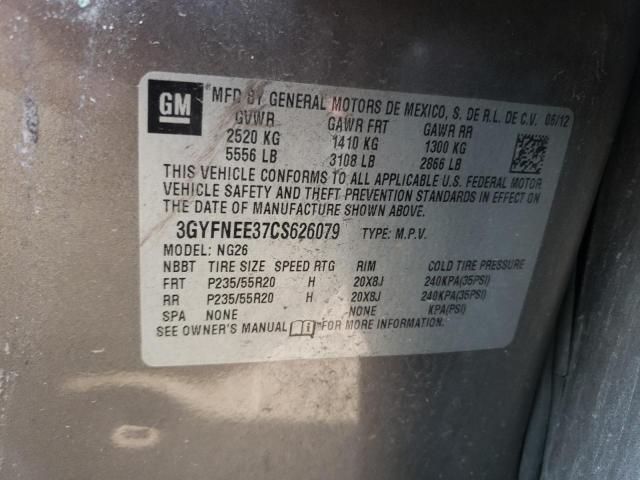 GM MFD BY GENERAL MOTORS DE MEXICO, S. DE R.L. DE C.V. 06/12
GVWR GAWR FRT GAWR RR
2520 KG 1410 KG 1300 KG
5556 LB 3108 LB 2866 LB
THIS VEHICLE CONFORMS TO ALL APPLICABLE U.S. FEDERAL MOTOR
VEHICLE SAFETY AND THEFT PREVENTION STANDARDS IN EFFECT ON
THE DATE OF MANUFACTURE SHOWN ABOVE.
3GYFNEE37CS626079 TYPE: M.P.V.
MODEL: NG26
NBBT TIRE SIZE SPEED RTG RIM COLD TIRE PRESSURE
FRT P235/55R20 H 20X8J 240KPA(35PSI)
RR P235/55R20 H 20X8J 240KPA(35PSI)
SPA NONE NONE KPA(PSI)
SEE OWNER'S MANUAL FOR MORE INFORMATION.